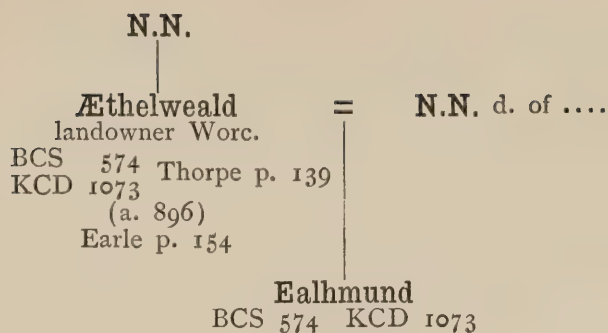 N.N.
Æthelweald = N.N. d. of ....
landowner Worc.
BCS 574 Thorpe p. 139
KCD 1073
(a. 896)
Earle p. 154
Ealhmund
BCS 574 KCD 1073